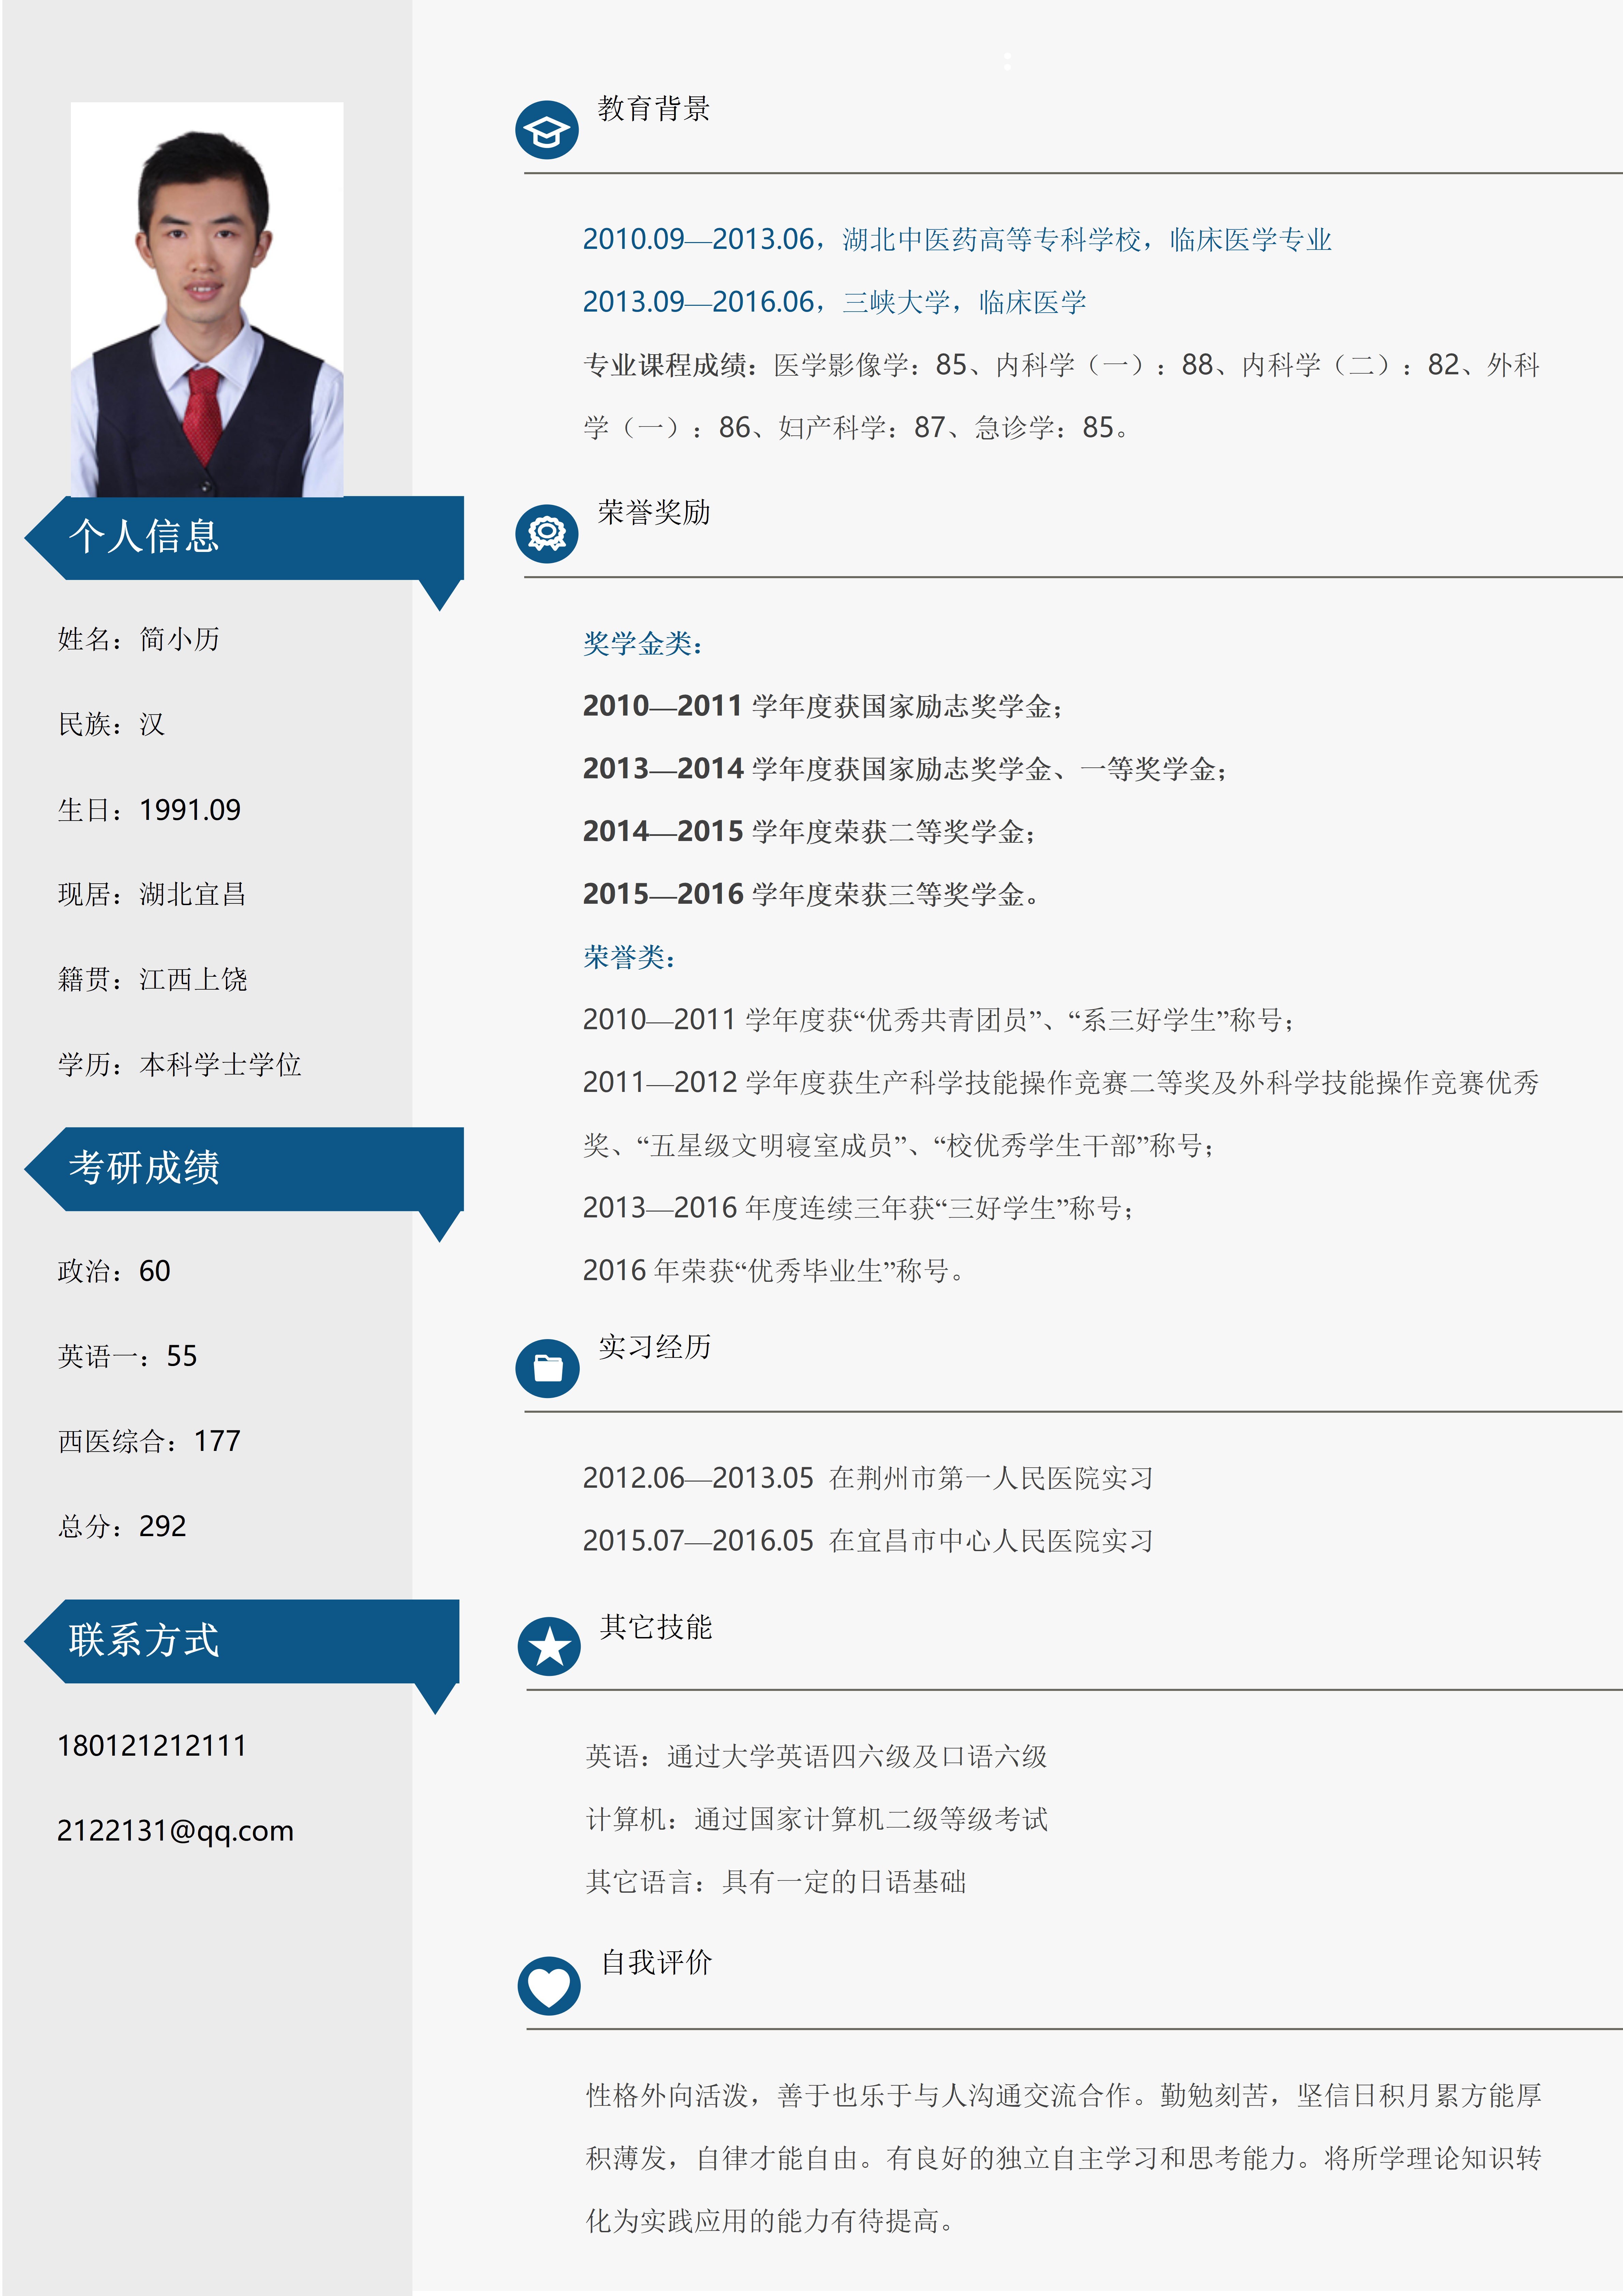 个人信息
姓名：简小历
民族：汉
生日：1991.09
现居：湖北宜昌
籍贯：江西上饶
学历：本科学士学位
考研成绩
政治：60
英语一：55
西医综合：177
总分：292
联系方式
180121212111
2122131@qq.com
：
教育背景
2010.09—2013.06，湖北中医药高等专科学校，临床医学专业
2013.09—2016.06，三峡大学，临床医学
专业课程成绩：医学影像学：85、内科学（一）：88、内科学（二）：82、外科
学（一）：86、妇产科学：87、急诊学：85。
荣誉奖励
奖学金类：
2010—2011 学年度获国家励志奖学金；
2013—2014 学年度获国家励志奖学金、一等奖学金；
2014—2015 学年度荣获二等奖学金；
2015—2016 学年度荣获三等奖学金。
荣誉类：
2010—2011 学年度获“优秀共青团员”、“系三好学生”称号；
2011—2012 学年度获生产科学技能操作竞赛二等奖及外科学技能操作竞赛优秀
奖、“五星级文明寝室成员”、“校优秀学生干部”称号；
2013—2016 年度连续三年获“三好学生”称号；
2016 年荣获“优秀毕业生”称号。
实习经历
2012.06—2013.05 在荆州市第一人民医院实习
2015.07—2016.05 在宜昌市中心人民医院实习
其它技能
英语：通过大学英语四六级及口语六级
计算机：通过国家计算机二级等级考试
其它语言：具有一定的日语基础
自我评价
性格外向活泼，善于也乐于与人沟通交流合作。勤勉刻苦，坚信日积月累方能厚
积薄发，自律才能自由。有良好的独立自主学习和思考能力。将所学理论知识转
化为实践应用的能力有待提高。